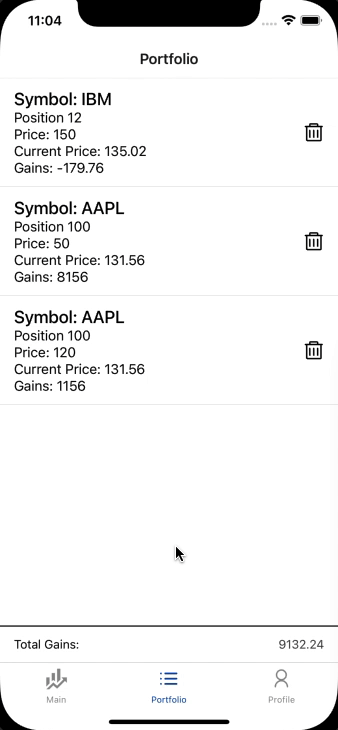 11:04
Portfolio
Symbol: IBM
Position 12
Price: 150
Current Price: 135.02
Gains: -179.76
Symbol: AAPL
Position 100
Price: 50
Current Price: 131.56
Gains: 8156
Symbol: AAPL
Position 100
Price: 120
Current Price: 131.56
Gains: 1156
Total Gains: 9132.24
Main Portfolio Profile